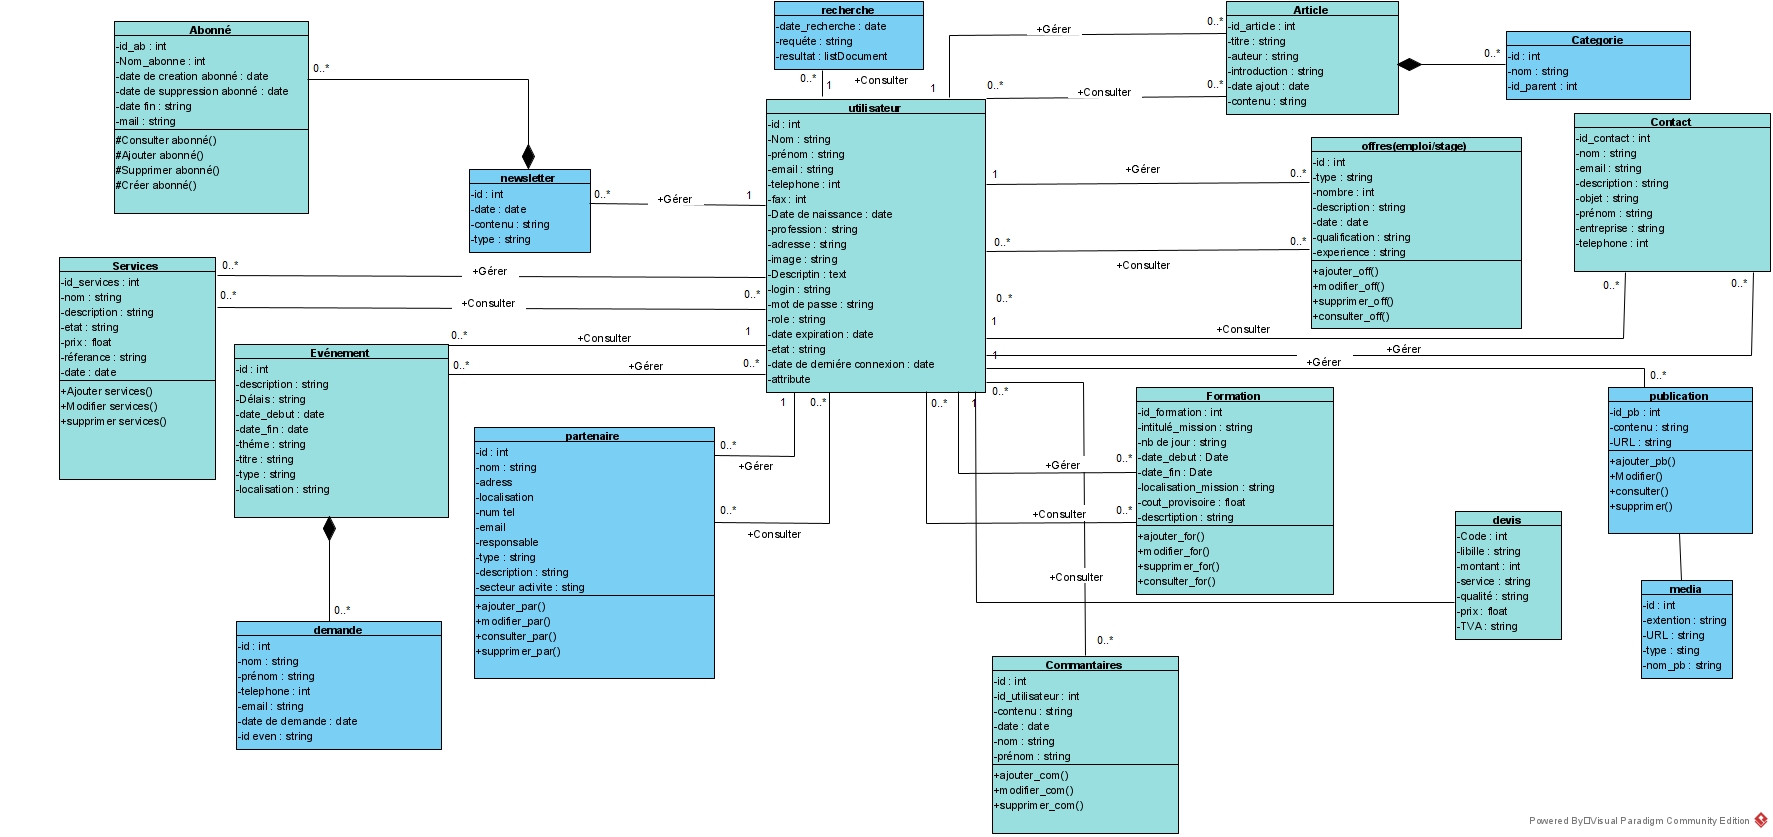 Abonné
-id_ab : int
-Nom_abonne : int
-date de creation abonné : date
-date de suppression abonné : date
-date fin : string
-mail : string
#Consulter abonné()
#Ajouter abonné()
#Supprimer abonné()
#Créer abonné()
0..*
recherche
-date_recherche : date
-requéte : string
-resultat : listDocument
0..*
1
+Consulter
1
+Gérer
0..*
0..*
+Consulter
0..*
Article
-id_article : int
-titre : string
-auteur : string
-introduction : string
-date ajout : date
-contenu : string
0..*
Categorie
-id : int
-nom : string
-id_parent : int
newsletter
-id : int
-date : date
-contenu : string
-type : string
0..*
+Gérer
1
utilisateur
-id : int
-Nom : string
-prénom : string
-email : string
-telephone : int
-fax : int
-Date de naissance : date
-profession : string
-adresse : string
-image : string
-Descriptin : text
-login : string
-mot de passe : string
-role : string
-date expiration : date
-etat : string
-date de derniére connexion : date
-attribute
1
+Gérer
0..*
0..*
+Consulter
0..*
offres(emploi/stage)
-id : int
-type : string
-nombre : int
-description : string
-date : date
-qualification : string
-experience : string
+ajouter_off()
+modifier_off()
+supprimer_off()
+consulter_off()
Contact
-id_contact : int
-nom : string
-email : string
-description : string
-objet : string
-prénom : string
-entreprise : string
-telephone : int
0..*
0..*
0..*
1
+Consulter
+Gérer
1
+Gérer
0..*
Services
-id_services : int
-nom : string
-description : string
-etat : string
-prix : float
-réferance : string
-date : date
+Ajouter services()
+Modifier services()
+supprimer services()
0..*
+Gérer
0..*
+Consulter
0..*
0..*
+Consulter
1
0..*
+Gérer
0..*
Evénement
-id : int
-description : string
-Délais : string
-date_debut : date
-date_fin : date
-théme : string
-titre : string
-type : string
-localisation : string
0..*
demande
-id : int
-nom : string
-prénom : string
-telephone : int
-email : string
-date de demande : date
-id even : string
partenaire
-id : int
-nom : string
-adress
-localisation
-num tel
-email
-responsable
-type : string
-description : string
-secteur activite : sting
+ajouter_par()
+modifier_par()
+consulter_par()
+supprimer_par()
1
0..*
0..*
+Gérer
0..*
+Consulter
0..*
1
0..*
+Gérer
0..*
+Consulter
0..*
Formation
-id_formation : int
-intitulé_mission : string
-nb de jour : string
-date_debut : Date
-date_fin : Date
-localisation_mission : string
-cout_provisoire : float
-descrtiption : string
+ajouter_for()
+modifier_for()
+supprimer_for()
+consulter_for()
+Consulter
0..*
Commantaires
-id : int
-id_utilisateur : int
-contenu : string
-date : date
-nom : string
-prénom : string
+ajouter_com()
+modifier_com()
+supprimer_com()
devis
-Code : int
-libille : string
-montant : int
-service : string
-qualité : string
-prix : float
-TVA : string
publication
-id_pb : int
-contenu : string
-URL : string
+ajouter_pb()
+Modifier()
+consulter()
+supprimer()
media
-id : int
-extention : string
-URL : string
-type : sting
-nom_pb : string
Powered By Visual Paradigm Community Edition